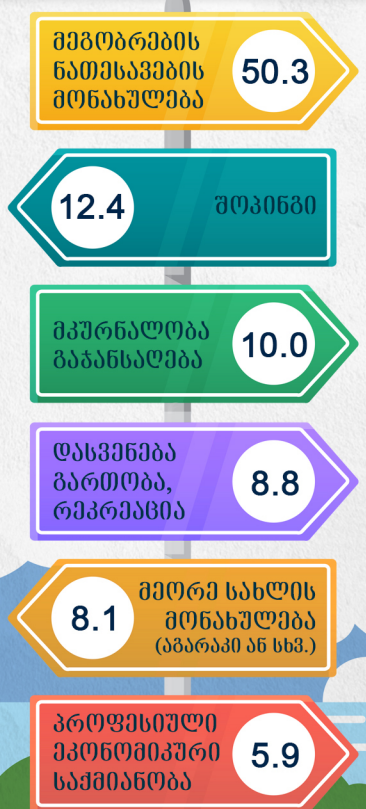 მეგობრების
ნათესავების
მონახულება
50.3
12.4
შოპინგი
მკურნალობა
გაჯანსაღება
10.0
დასვენება
გართობა,
რეკრეაცია
8.8
8.1
მეორე სახლის
მონახულება
(აგარაკი ან სხვ.)
პროფესიული
ეკონომიკური
საქმიანობა
5.9